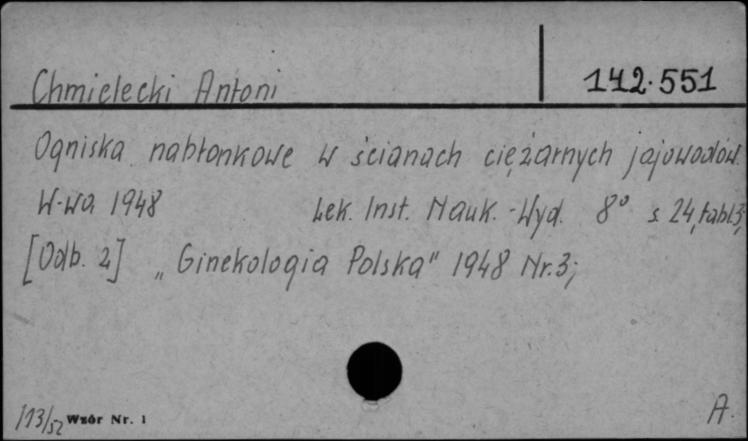 Chmielecki Antoni 142.551
Ogniska nabłonkowe w ścianach ciężarnych jajowodów.
W-wa 1948 Lek. Inst. Nauk.-Wyd. 8° s 24, tabl 3,
[Odb. z] „Ginekologia Polska" 1948 Nr.3;
113/52 Wzór Nr. 1 A.